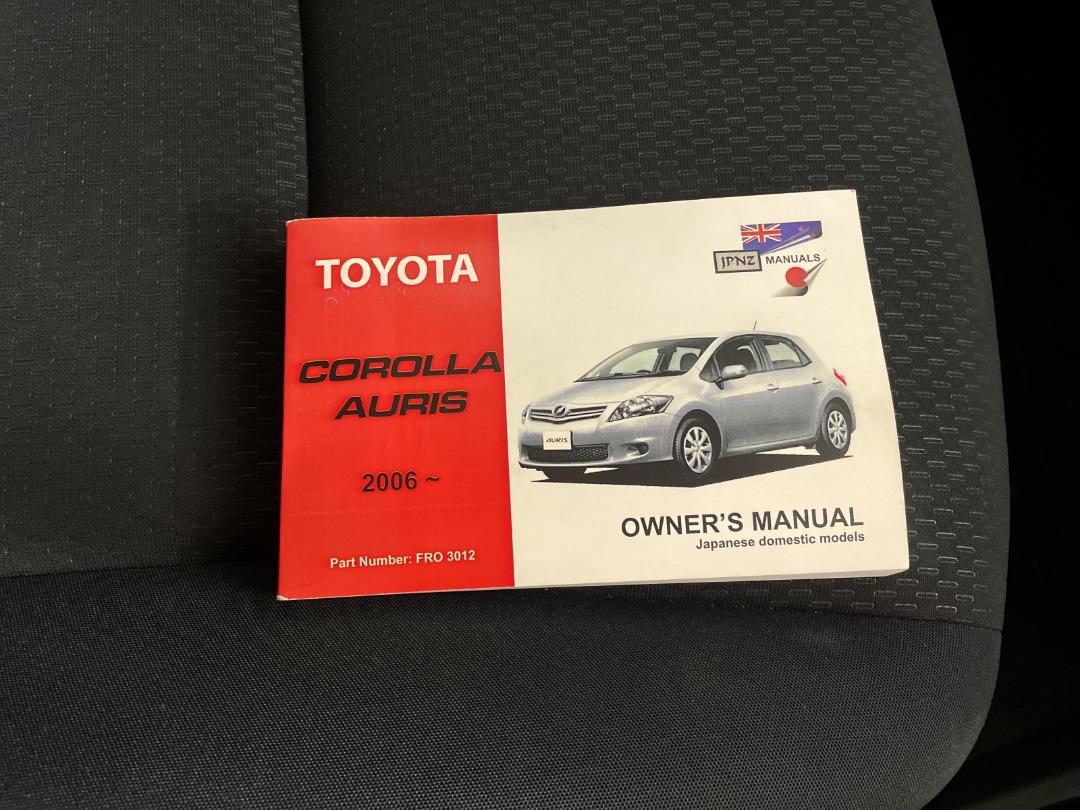 TOYOTA
COROLLA
AURIS
2006 ~
Part Number: FRO 3012
JPNZ MANUALS
AURIS
OWNER'S MANUAL
Japanese domestic models